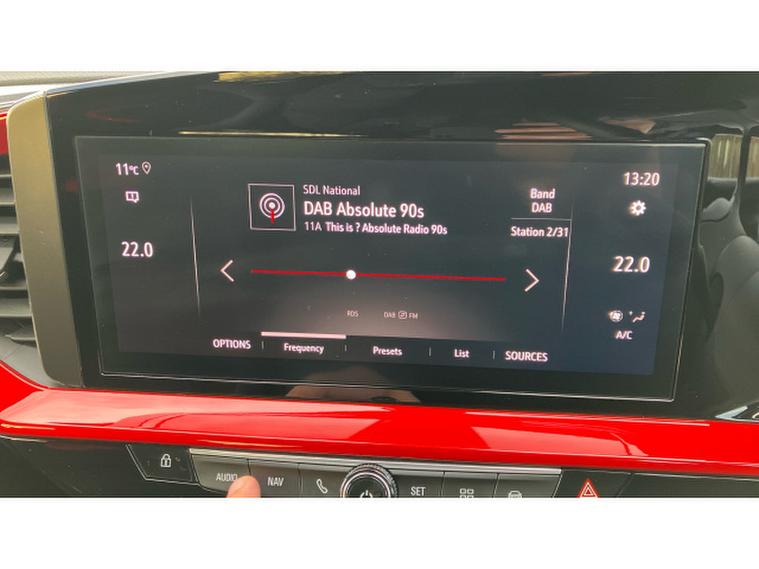 11°C
13:20
SDL National
DAB Absolute 90s
11A This is ? Absolute Radio 90s
Band
DAB
Station 2/31
22.0
22.0
RDS
DAB FM
A/C
OPTIONS
Frequency
Presets
List
SOURCES
AUDIO
NAV
SET